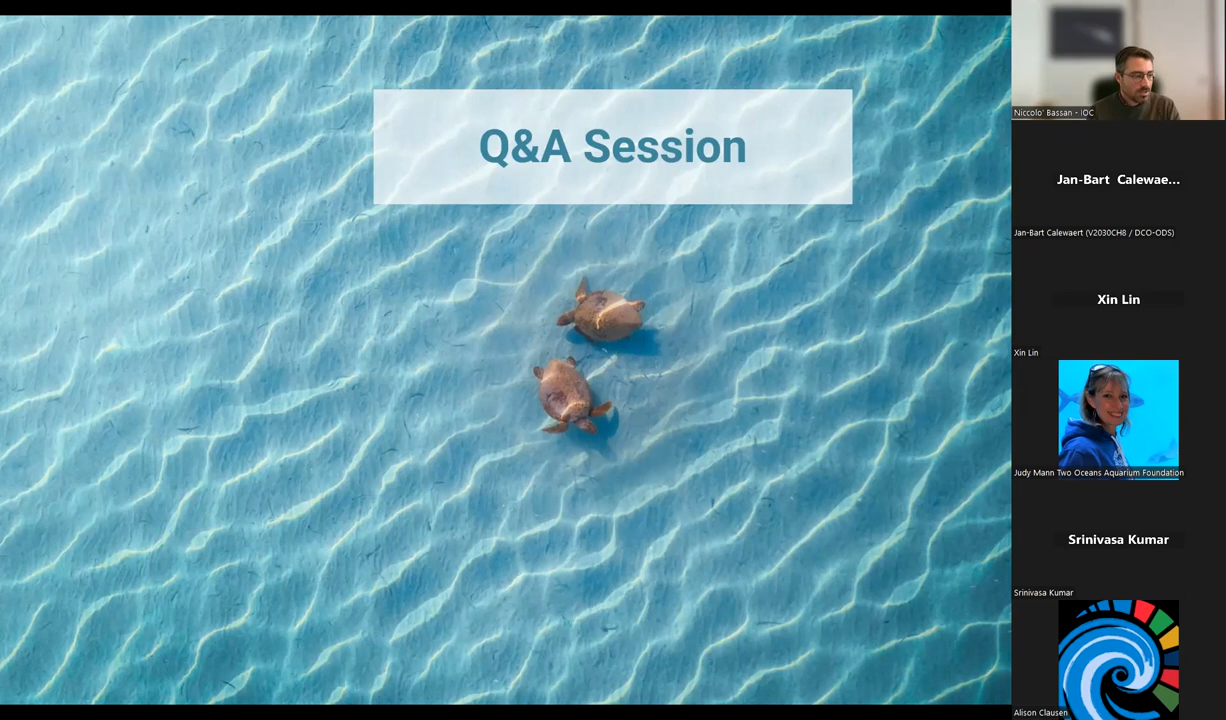 Q&A Session
Niccolo' Bassan - IOC
Jan-Bart Calewae...
Jan-Bart Calewaert (V2030CH8 / DCO-ODS)
Xin Lin
Xin Lin
Judy Mann Two Oceans Aquarium Foundation
Srinivasa Kumar
Srinivasa Kumar
Alison Clausen